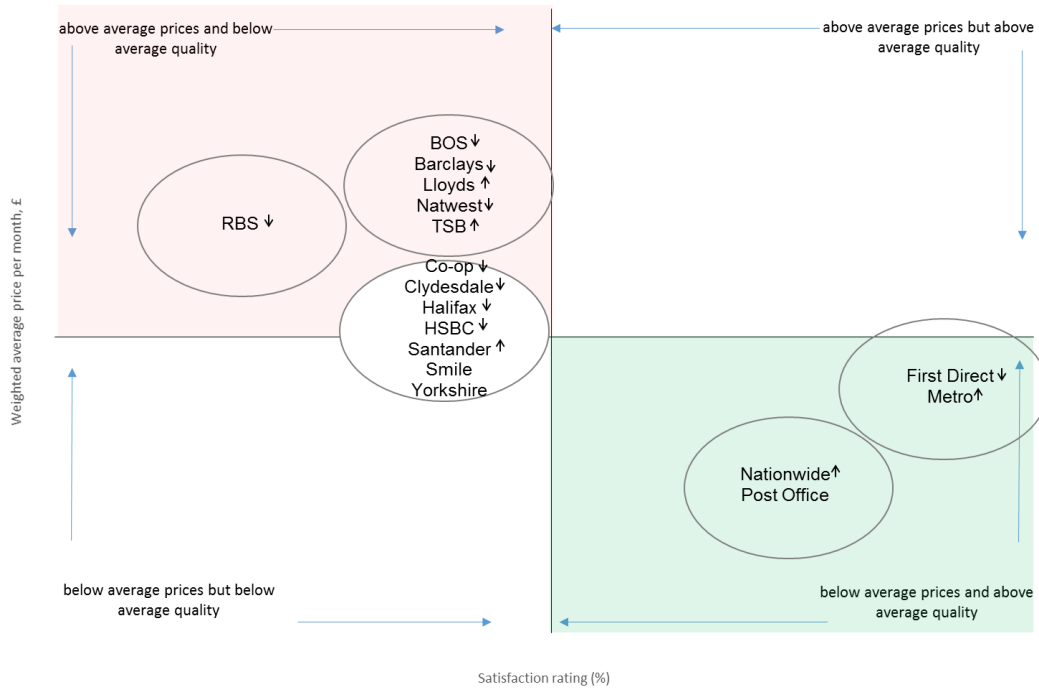 above average prices and below
average quality
above average prices but above
average quality
BOS ↓
Barclays ↓
Lloyds ↑
Natwest ↓
TSB ↑
RBS ↓
Co-op ↓
Clydesdale ↓
Halifax ↓
HSBC ↓
Santander ↑
Smile
Yorkshire
First Direct ↓
Metro ↑
Nationwide ↑
Post Office
below average prices but below
average quality
below average prices and above
average quality
Weighted average price per month, £
Satisfaction rating (%)